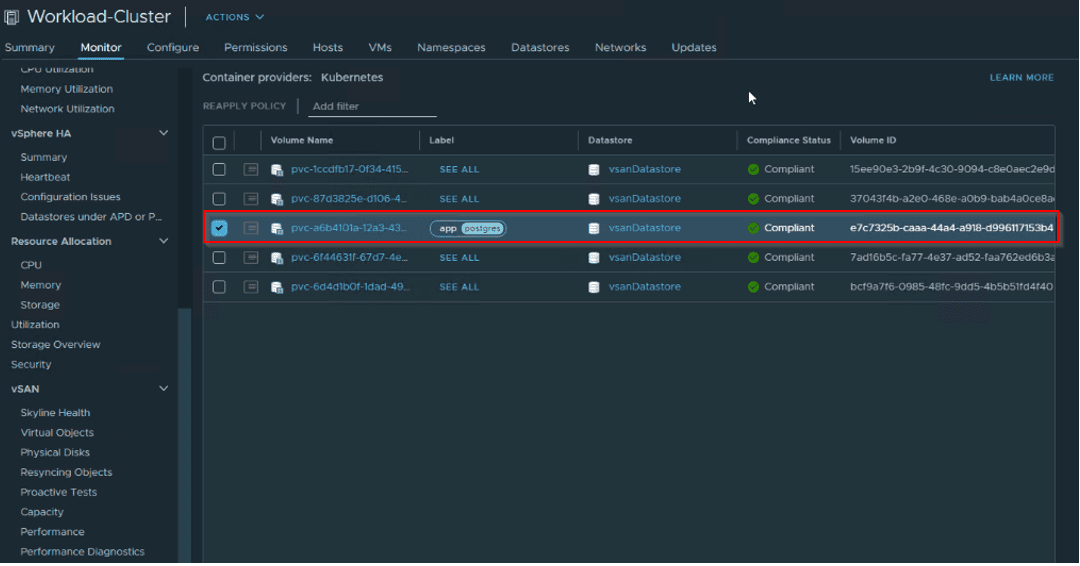 Workload-Cluster ACTIONS
Summary Monitor Configure Permissions Hosts VMs Namespaces Datastores Networks Updates
CPU Utilization
Memory Utilization
Network Utilization
vSphere HA
Summary
Heartbeat
Configuration Issues
Datastores under APD or P...
Resource Allocation
CPU
Memory
Storage
Utilization
Storage Overview
Security
vSAN
Skyline Health
Virtual Objects
Physical Disks
Resyncing Objects
Proactive Tests
Capacity
Performance
Performance Diagnostics
Container providers: Kubernetes LEARN MORE
REAPPLY POLICY Add filter
Volume Name Label Datastore Compliance Status Volume ID
pvc-1ccdfb17-0f34-415... SEE ALL vsanDatastore Compliant 15ee90e3-2b9f-4c30-9094-c8e0aec2e9d
pvc-87d3825e-d106-4... SEE ALL vsanDatastore Compliant 37043f4b-a2e0-468e-a0b9-bab4a0ce8a
pvc-a6b4101a-12a3-43... app postgres vsanDatastore Compliant e7c7325b-caaa-44a4-a918-d996117153b4
pvc-6f44631f-67d7-4e... SEE ALL vsanDatastore Compliant 7ad16b5c-fa77-4e37-ad52-faa762ed6b3a
pvc-6d4d1b0f-1dad-49... SEE ALL vsanDatastore Compliant bcf9a7f6-0985-48fc-9dd5-4b5b51fd4f40